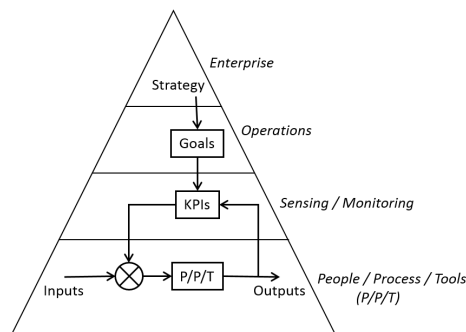 Enterprise
Strategy
Operations
Goals
KPIs
Sensing / Monitoring
P/P/T
Inputs
Outputs
People / Process / Tools
(P/P/T)